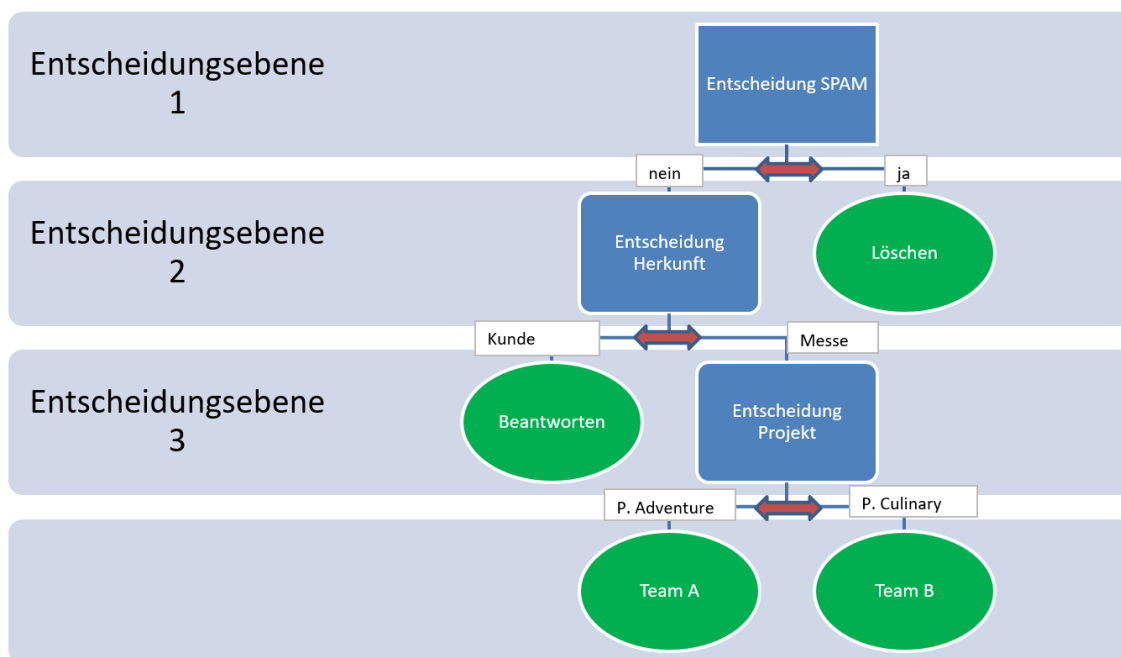 Entscheidungsebene
1
Entscheidung SPAM
nein
ja
Entscheidungsebene
2
Entscheidung
Herkunft
Löschen
Kunde
Messe
Entscheidungsebene
3
Beantworten
Entscheidung
Projekt
P. Adventure
P. Culinary
Team A
Team B